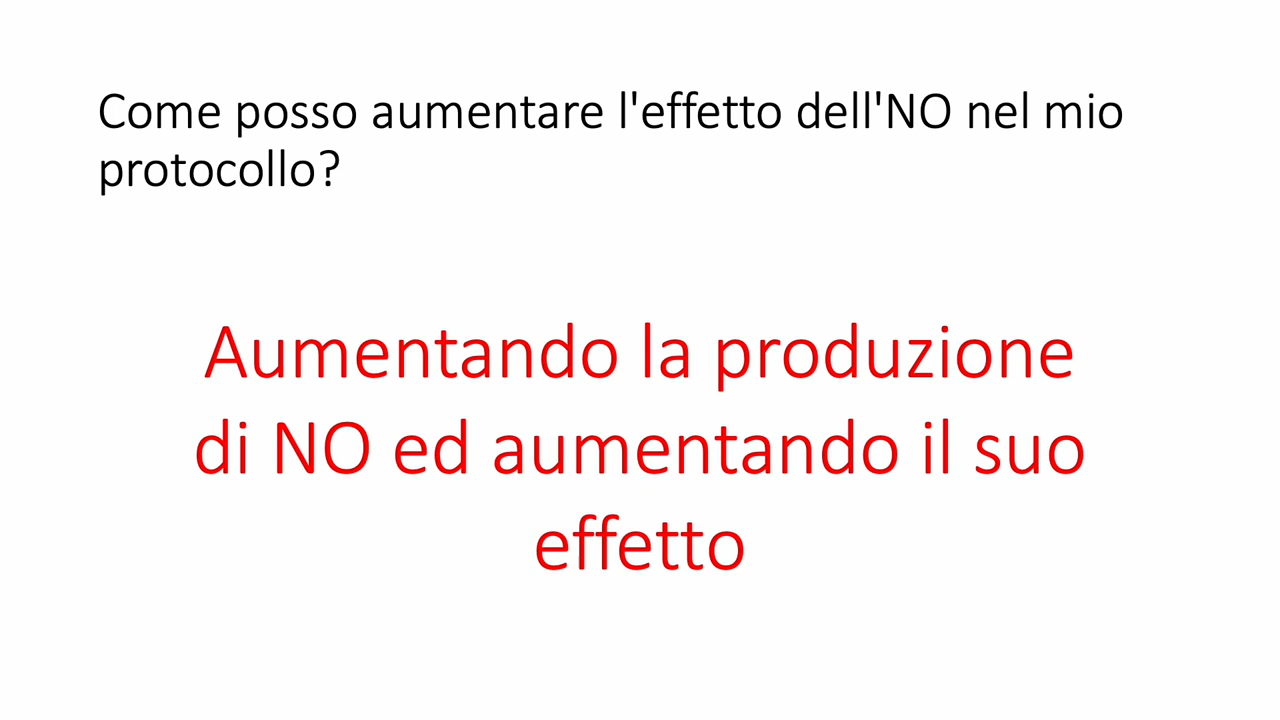 Come posso aumentare l'effetto dell'NO nel mio
protocollo?
Aumentando la produzione
di NO ed aumentando il suo
effetto